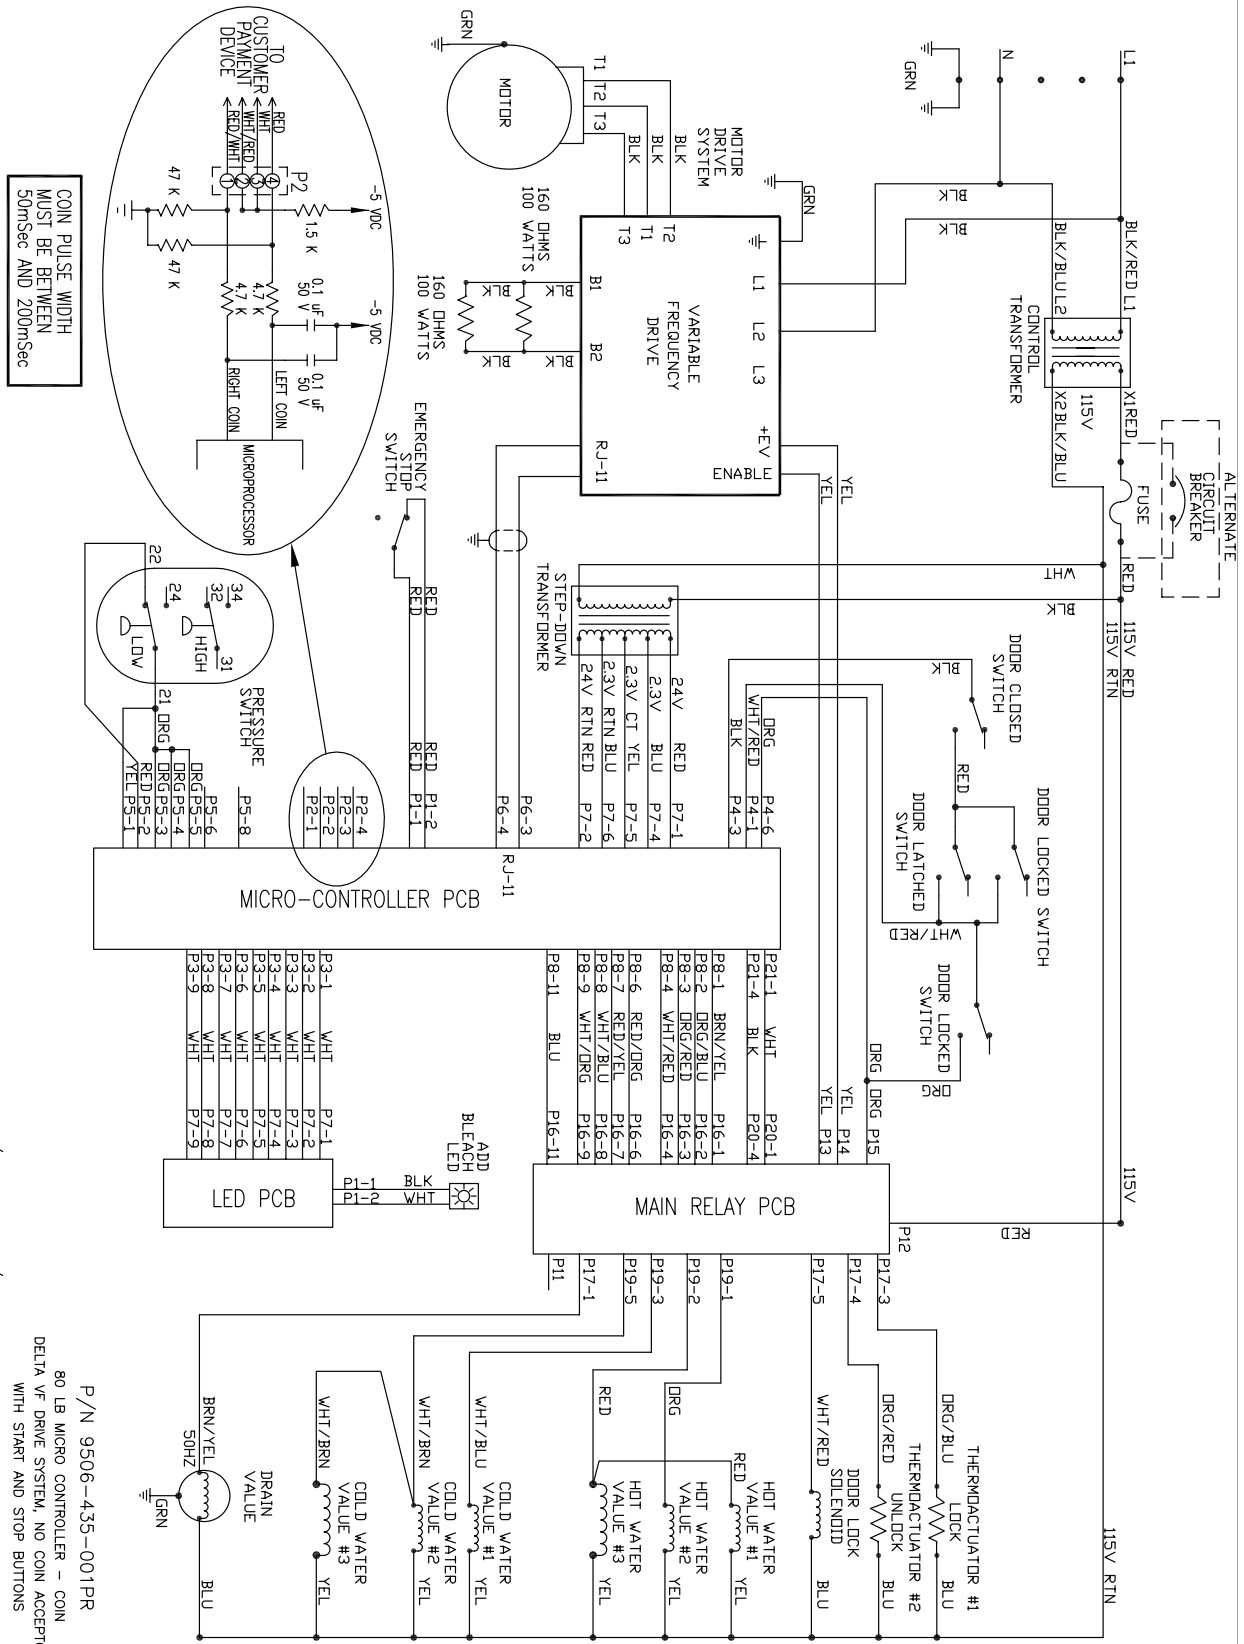 L1
N
GRN
BLK/RED L1
BLK/BLU L2
BLK
BLK
CONTROL
TRANSFORMER
115V
X1 RED
X2 BLK/BLU
ALTERNATE
CIRCUIT
BREAKER
FUSE
RED
WHT
BLK
115V RED
115V RTN
115V
RED
115V RTN
GRN
MOTOR
T1
T2
T3
BLK
BLK
BLK
MOTOR
DRIVE
SYSTEM
GRN
VARIABLE
FREQUENCY
DRIVE
L1
L2
L3
+EV
ENABLE
T2
T1
T3
B1
B2
RJ-11
160 OHMS
100 WATTS
160 OHMS
100 WATTS
BLK
BLK
BLK
BLK
YEL
YEL
STEP-DOWN
TRANSFORMER
24V RED P7-1
2.3V BLU P7-4
2.3V CT YEL P7-5
2.3V RTN BLU P7-6
24V RTN RED P7-2
DOOR CLOSED
SWITCH
BLK
RED
DOOR LOCKED SWITCH
DOOR LATCHED
SWITCH
WHT/RED
DOOR LOCKED
SWITCH
ORG
ORG P4-6
WHT/RED P4-1
BLK P4-3
EMERGENCY
STOP
SWITCH
RED
RED
RED P1-2
RED P1-1
P6-3
P6-4
RJ-11
TO
CUSTOMER
PAYMENT
DEVICE
RED
WHT
WHT/RED
RED/WHT
P2
4
3
2
1
-5 VDC
1.5 K
47 K
47 K
4.7 K
4.7 K
0.1 uF
50 V
-5 VDC
0.1 uF
50 V
LEFT COIN
RIGHT COIN
MICROPROCESSOR
COIN PULSE WIDTH
MUST BE BETWEEN
50mSec AND 200mSec
34
32
31
HIGH
24
22
LOW
21
PRESSURE
SWITCH
P2-4
P2-3
P2-2
P2-1
P5-8
P5-6
ORG P5-5
ORG P5-4
ORG ORG P5-3
RED P5-2
YEL P5-1
MICRO-CONTROLLER PCB
P21-1 WHT P20-1
P21-4 BLK P20-4
P8-1 BRN/YEL P16-1
P8-2 ORG/BLU P16-2
P8-3 ORG/RED P16-3
P8-4 WHT/RED P16-4
P8-6 RED/ORG P16-6
P8-7 RED/YEL P16-7
P8-8 WHT/BLU P16-8
P8-9 WHT/ORG P16-9
P8-11 BLU P16-11
ORG ORG P15
YEL P14
YEL P13
P3-1 WHT P7-1
P3-2 WHT P7-2
P3-3 WHT P7-3
P3-4 WHT P7-4
P3-5 WHT P7-5
P3-6 WHT P7-6
P3-7 WHT P7-7
P3-8 WHT P7-8
P3-9 WHT P7-9
LED PCB
P1-1 BLK
P1-2 WHT
ADD
BLEACH
LED
MAIN RELAY PCB
P12
P17-3
P17-4
P17-5
P19-1
P19-2
P19-3
P19-5
P17-1
P11
ORG/BLU
THERMOACTUATOR #1
LOCK
BLU
ORG/RED
THERMOACTUATOR #2
UNLOCK
BLU
WHT/RED
DOOR LOCK
SOLENOID
BLU
RED
HOT WATER
VALUE #1
YEL
ORG
HOT WATER
VALUE #2
YEL
RED
HOT WATER
VALUE #3
YEL
WHT/BLU
COLD WATER
VALUE #1
YEL
WHT/BRN
COLD WATER
VALUE #2
YEL
WHT/BRN
COLD WATER
VALUE #3
YEL
BRN/YEL
50HZ
DRAIN
VALUE
GRN
BLU
P/N 9506-435-001PR
80 LB MICRO CONTROLLER - COIN
DELTA VF DRIVE SYSTEM, NO COIN ACCEPTO
WITH START AND STOP BUTTONS